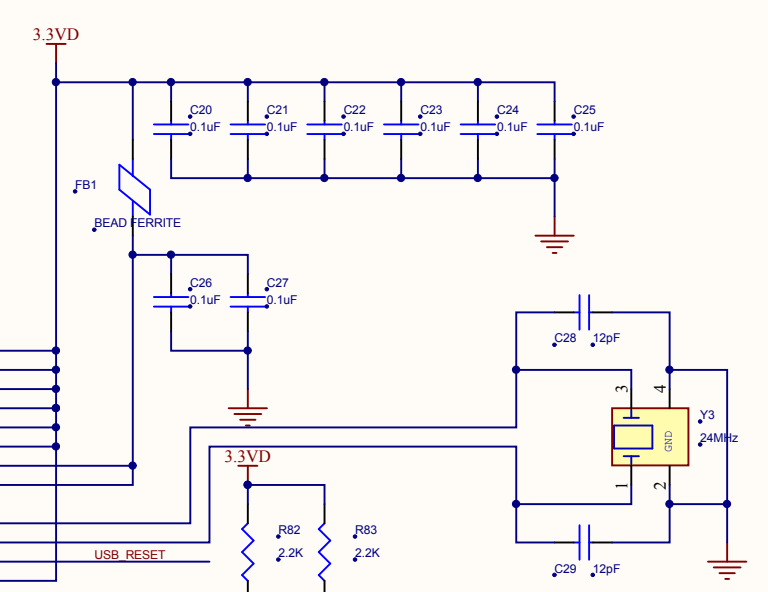 3.3VD
C20
0.1uF
C21
0.1uF
C22
0.1uF
C23
0.1uF
C24
0.1uF
C25
0.1uF
FB1
BEAD FERRITE
C26
0.1uF
C27
0.1uF
C28
12pF
3
4
Y3
24MHz
GND
1
2
C29
12pF
3.3VD
R82
2.2K
R83
2.2K
USB_RESET